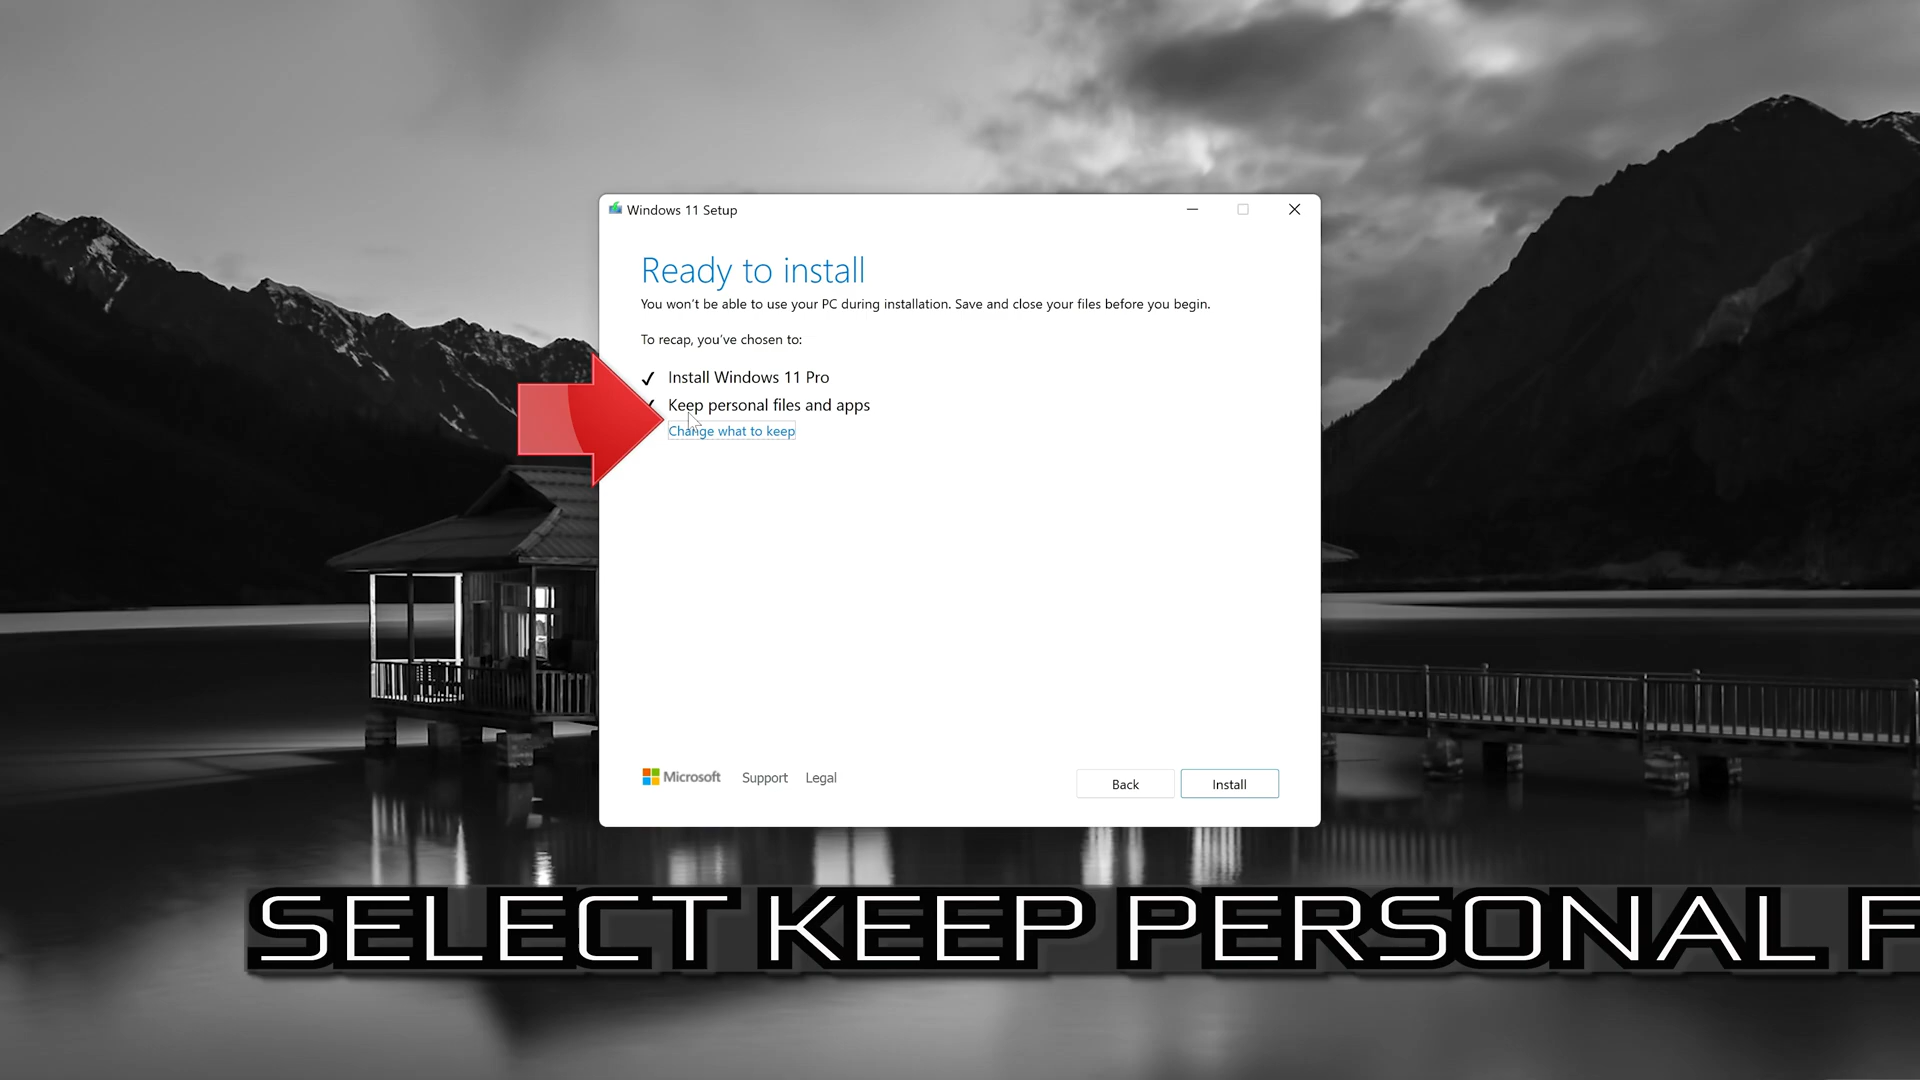 Windows 11 Setup
Ready to install
You won't be able to use your PC during installation. Save and close your files before you begin.
To recap, you've chosen to:
Install Windows 11 Pro
Keep personal files and apps
Change what to keep
Microsoft Support Legal
Back Install
SELECT KEEP PERSONAL F